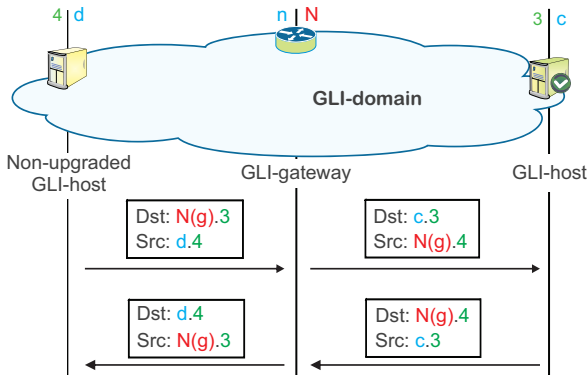 4 d
n N
3 c
GLI-domain
Non-upgraded
GLI-host
GLI-gateway
GLI-host
Dst: N(g).3
Src: d.4
Dst: c.3
Src: N(g).4
Dst: d.4
Src: N(g).3
Dst: N(g).4
Src: c.3